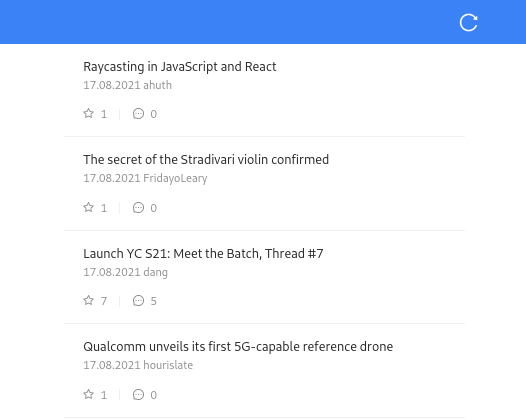 Raycasting in JavaScript and React
17.08.2021 ahuth
1 0
The secret of the Stradivari violin confirmed
17.08.2021 FridayoLeary
1 0
Launch YC S21: Meet the Batch, Thread #7
17.08.2021 dang
7 5
Qualcomm unveils its first 5G-capable reference drone
17.08.2021 hourislate
1 0